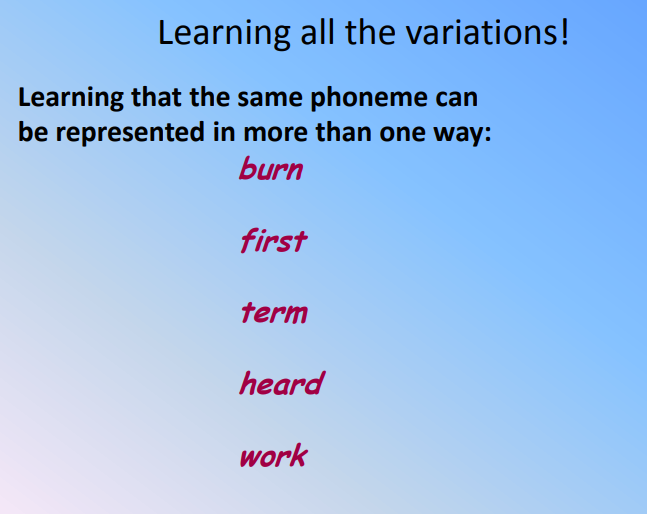 Learning all the variations!
Learning that the same phoneme can
be represented in more than one way:
burn
first
term
heard
work